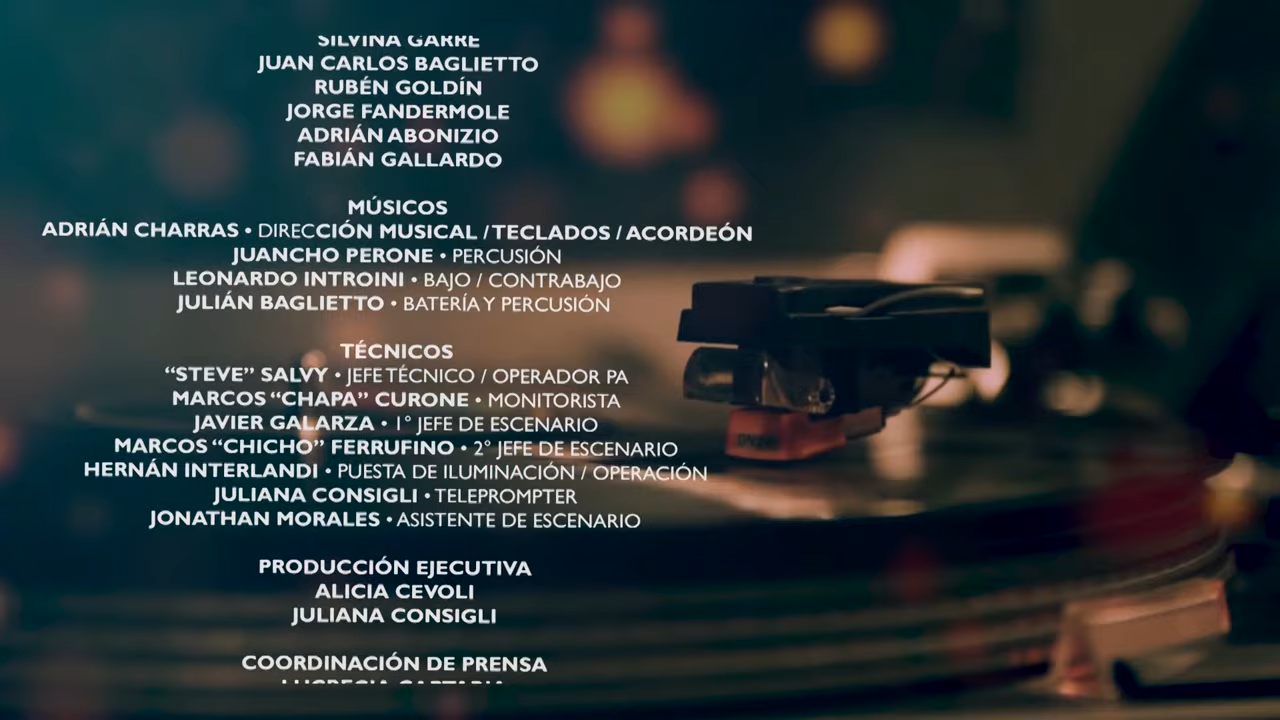 SILVINA GARRÉ
JUAN CARLOS BAGLIETTO
RUBÉN GOLDÍN
JORGE FANDERMOLE
ADRIÁN ABONIZIO
FABIÁN GALLARDO
MÚSICOS
ADRIÁN CHARRAS • DIRECCIÓN MUSICAL / TECLADOS / ACORDEÓN
JUANCHO PERONE • PERCUSIÓN
LEONARDO INTROINI • BAJO / CONTRABAJO
JULIÁN BAGLIETTO • BATERÍA Y PERCUSIÓN
TÉCNICOS
“STEVE” SALVY • JEFE TÉCNICO / OPERADOR PA
MARCOS “CHAPA” CURONE • MONITORISTA
JAVIER GALARZA • 1° JEFE DE ESCENARIO
MARCOS “CHICHO” FERRUFINO • 2° JEFE DE ESCENARIO
HERNÁN INTERLANDI • PUESTA DE ILUMINACIÓN / OPERACIÓN
JULIANA CONSIGLI • TELEPROMPTER
JONATHAN MORALES • ASISTENTE DE ESCENARIO
PRODUCCIÓN EJECUTIVA
ALICIA CEVOLI
JULIANA CONSIGLI
COORDINACIÓN DE PRENSA